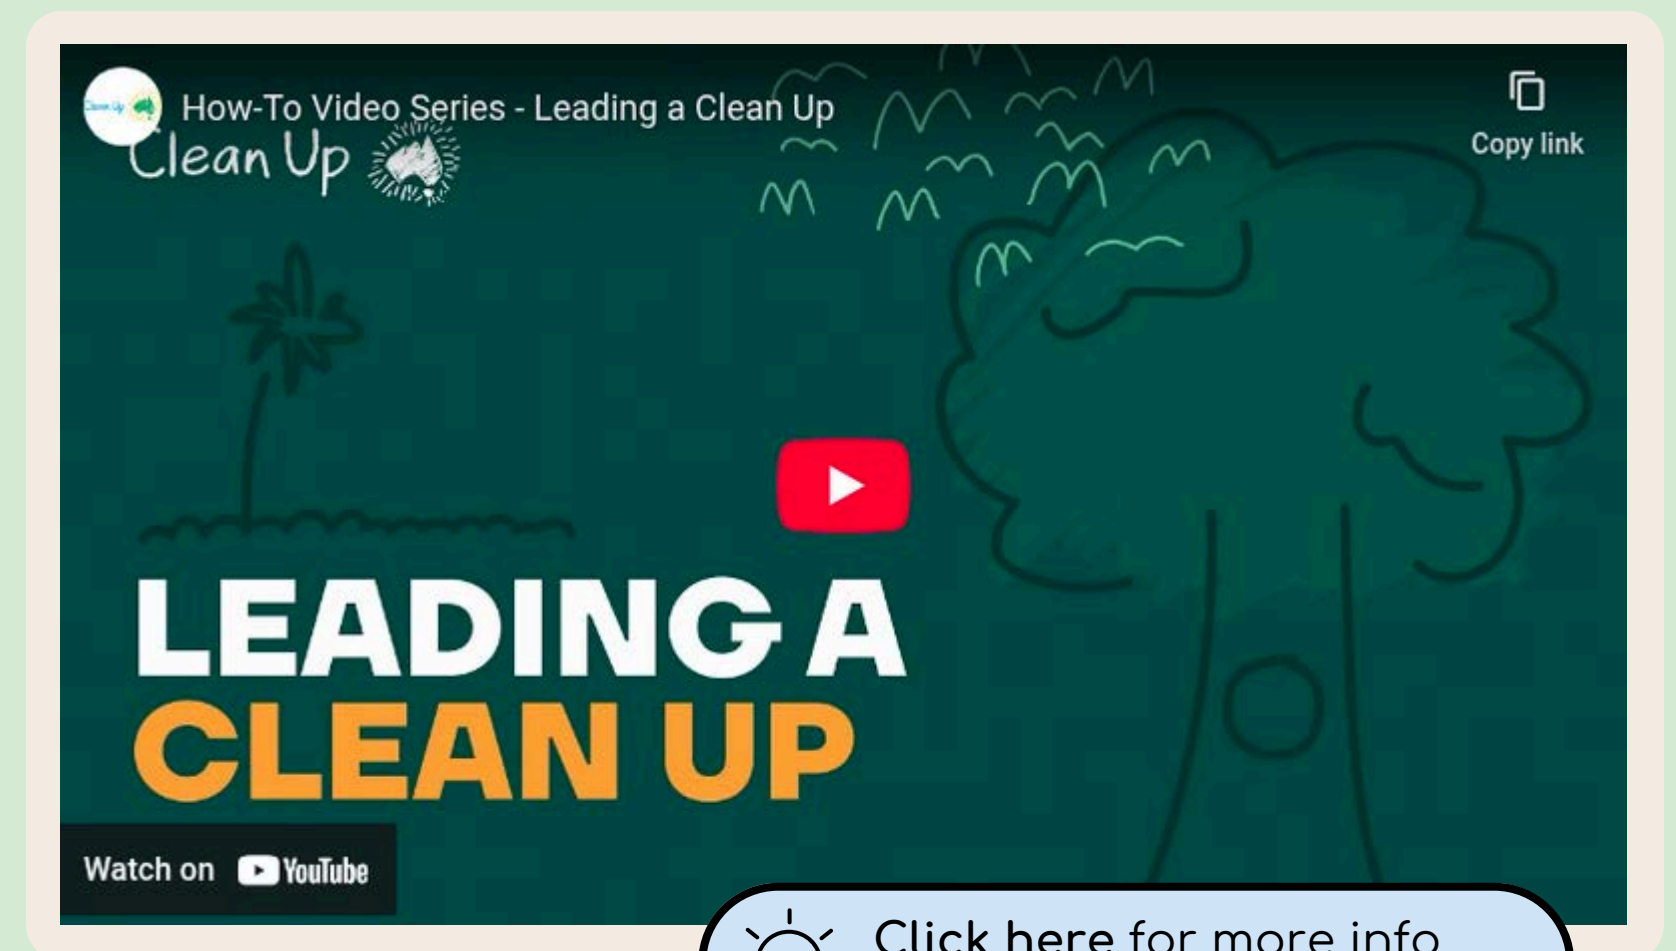 How-To Video Series - Leading a Clean Up
Copy link
Clean Up
LEADING A
CLEAN UP
Watch on YouTube
Click here for more info